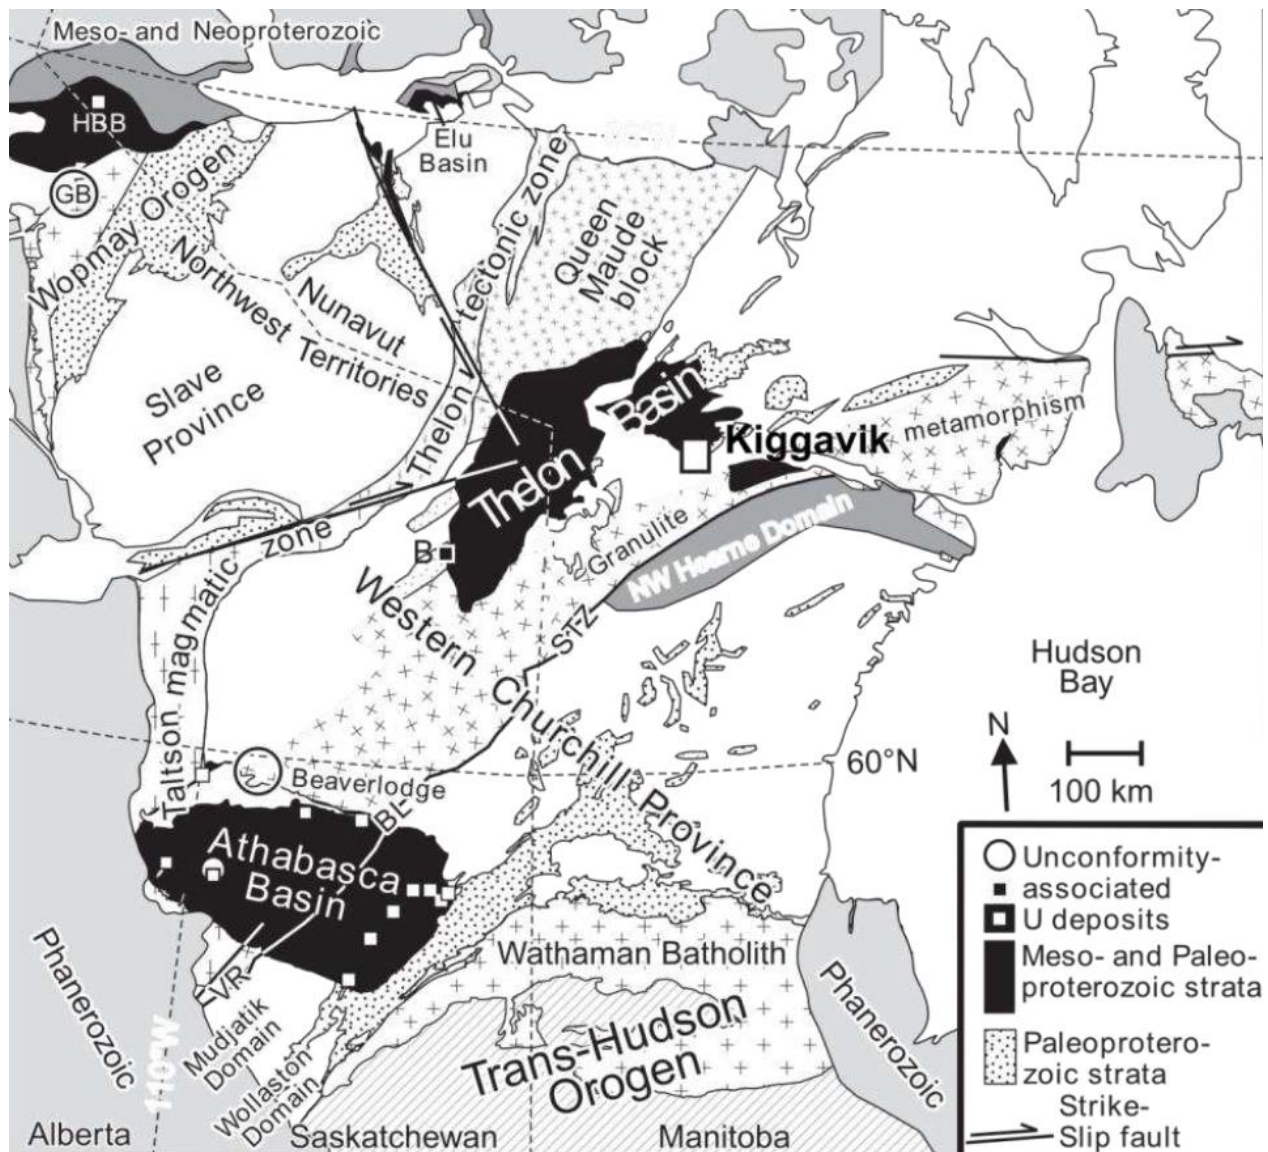 Meso- and Neoproterozoic
HBB
Elu
Basin
GB
Wopmay Orogen
Northwest Territories
Nunavut
Slave
Province
Thelon tectonic zone
Queen
Maude
block
Thelon
Basin
Kiggavik
metamorphism
Granulite
NW Hearne Domain
B
STZ
Taltson magmatic zone
Western Churchill Province
Hudson
Bay
N
100 km
60°N
Beaverlodge
BL
Athabasca
Basin
VR
Mudjatik
Domain
Wollaston
Domain
Wathaman Batholith
Trans-Hudson
Orogen
Phanerozoic
Phanerozoic
110°W
Alberta
Saskatchewan
Manitoba
Unconformity-
associated
U deposits
Meso- and Paleo-
proterozoic strata
Paleoprotero-
zoic strata
Strike-
Slip fault